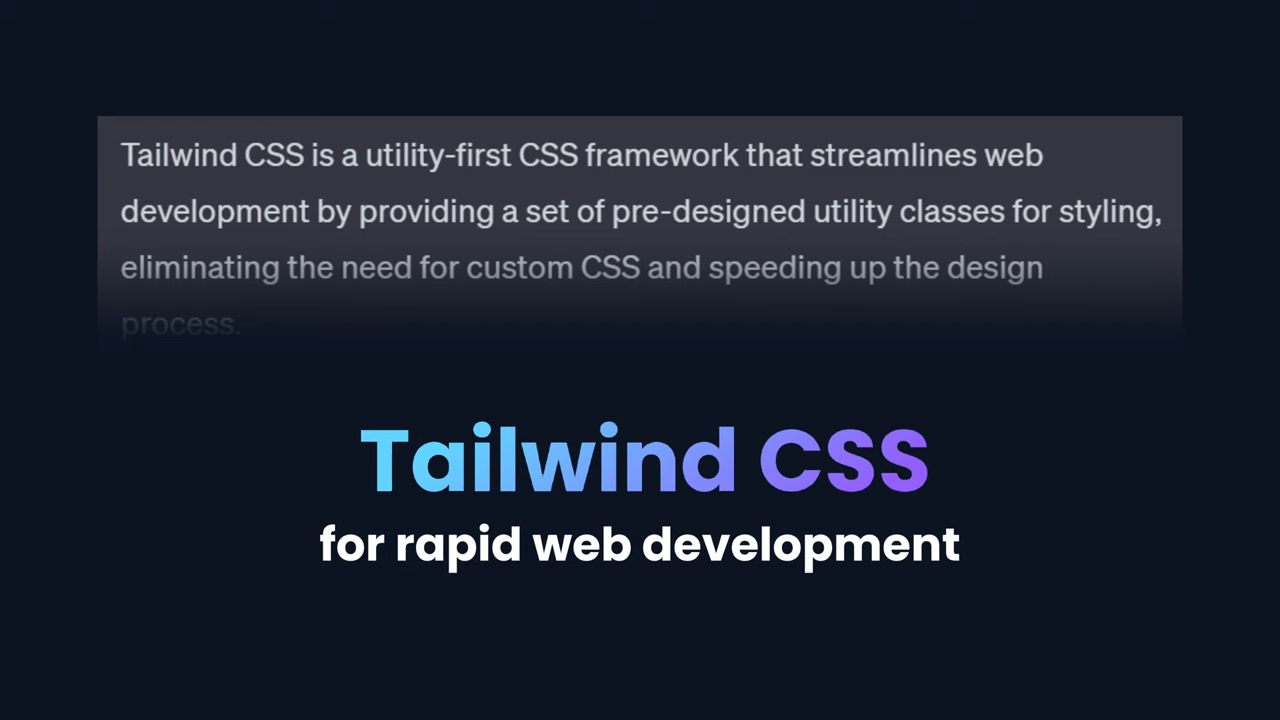 Tailwind CSS is a utility-first CSS framework that streamlines web
development by providing a set of pre-designed utility classes for styling,
eliminating the need for custom CSS and speeding up the design
process.
Tailwind CSS
for rapid web development